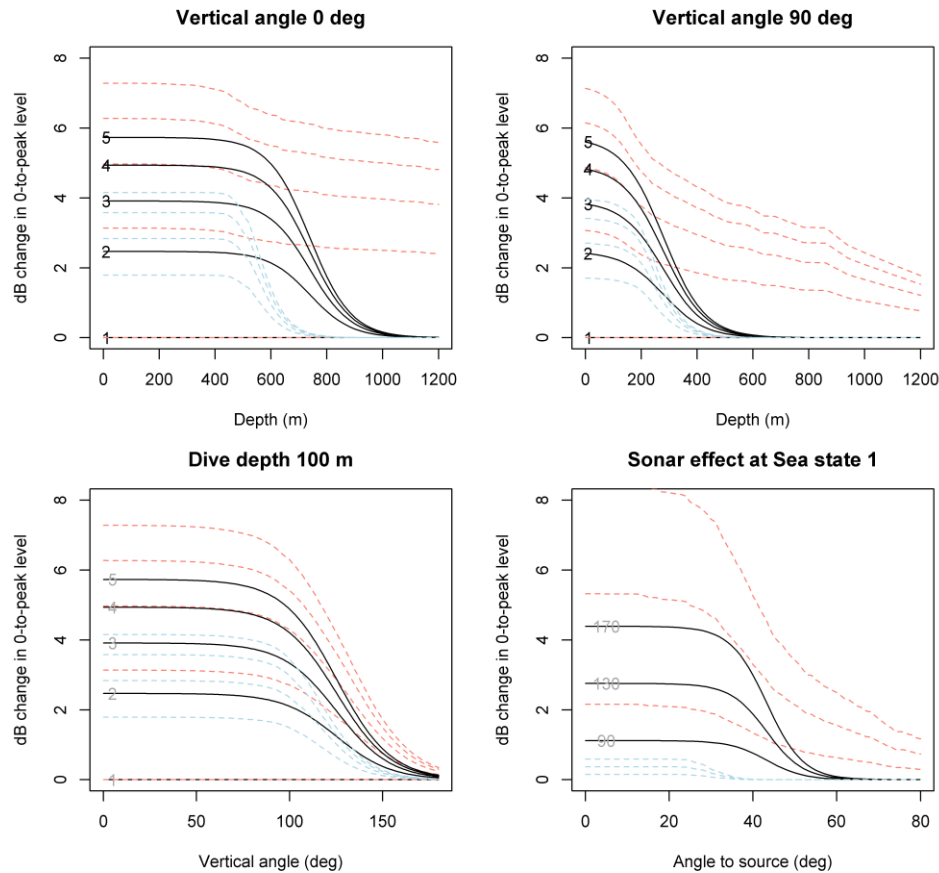 Vertical angle 0 deg
dB change in 0-to-peak level
8
6
4
2
0
5
4
3
2
1
0 200 400 600 800 1000 1200
Depth (m)
Vertical angle 90 deg
dB change in 0-to-peak level
8
6
4
2
0
5
4
3
2
1
0 200 400 600 800 1000 1200
Depth (m)
Dive depth 100 m
dB change in 0-to-peak level
8
6
4
2
0
5
4
3
2
1
0 50 100 150
Vertical angle (deg)
Sonar effect at Sea state 1
dB change in 0-to-peak level
8
6
4
2
0
170
130
90
0 20 40 60 80
Angle to source (deg)